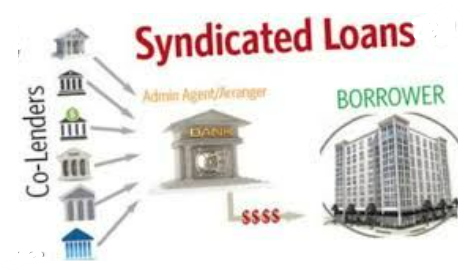 Syndicated Loans
Co-Lenders
Admin Agent/Arranger
BANK
BORROWER
$
$$$$